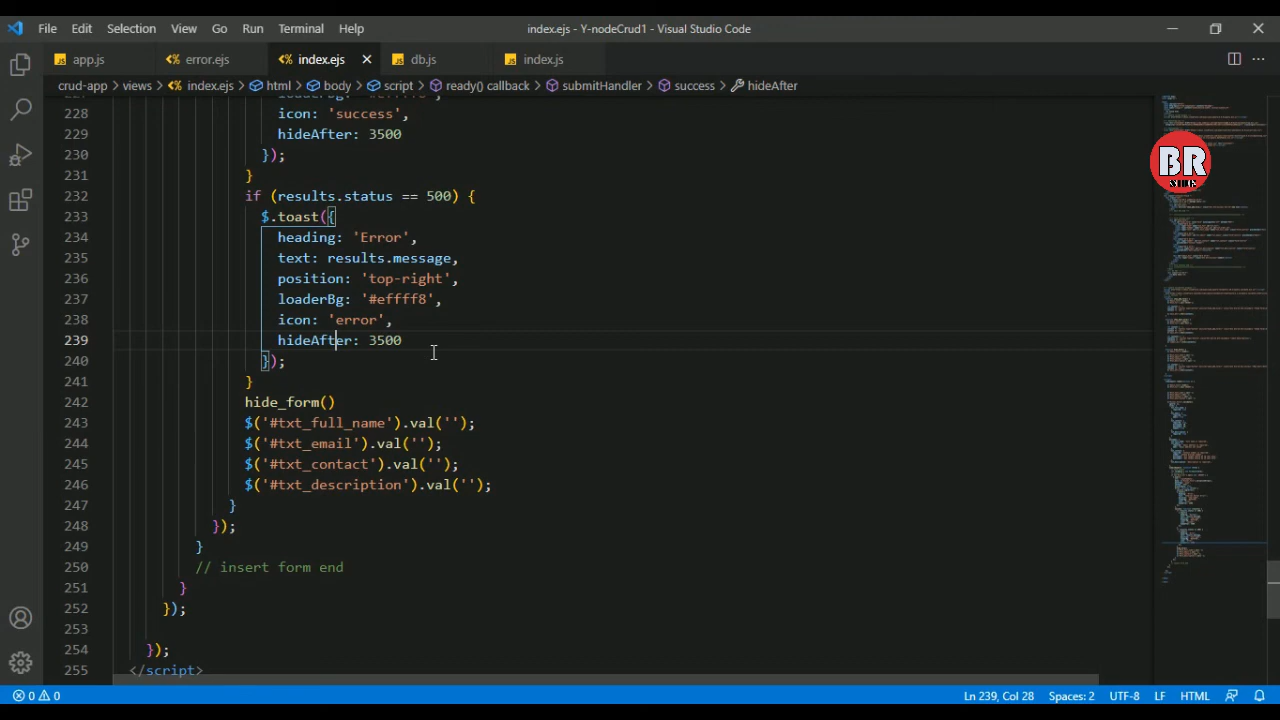 File Edit Selection View Go Run Terminal Help
index.ejs - Y-nodeCrud1 - Visual Studio Code
app.js error.ejs index.ejs db.js index.js
crud-app > views > index.ejs > html > body > script > ready() callback > submitHandler > success > hideAfter
228 icon: 'success',
229 hideAfter: 3500
230 });
231 }
232 if (results.status == 500) {
233 $.toast({
234 heading: 'Error',
235 text: results.message,
236 position: 'top-right',
237 loaderBg: '#effff8',
238 icon: 'error',
239 hideAfter: 3500
240 });
241 }
242 hide_form()
243 $('#txt_full_name').val('');
244 $('#txt_email').val('');
245 $('#txt_contact').val('');
246 $('#txt_description').val('');
247 }
248 });
249 }
250 // insert form end
251 }
252 });
253
254 });
255 </script>
BR
0 0 Ln 239, Col 28 Spaces: 2 UTF-8 LF HTML